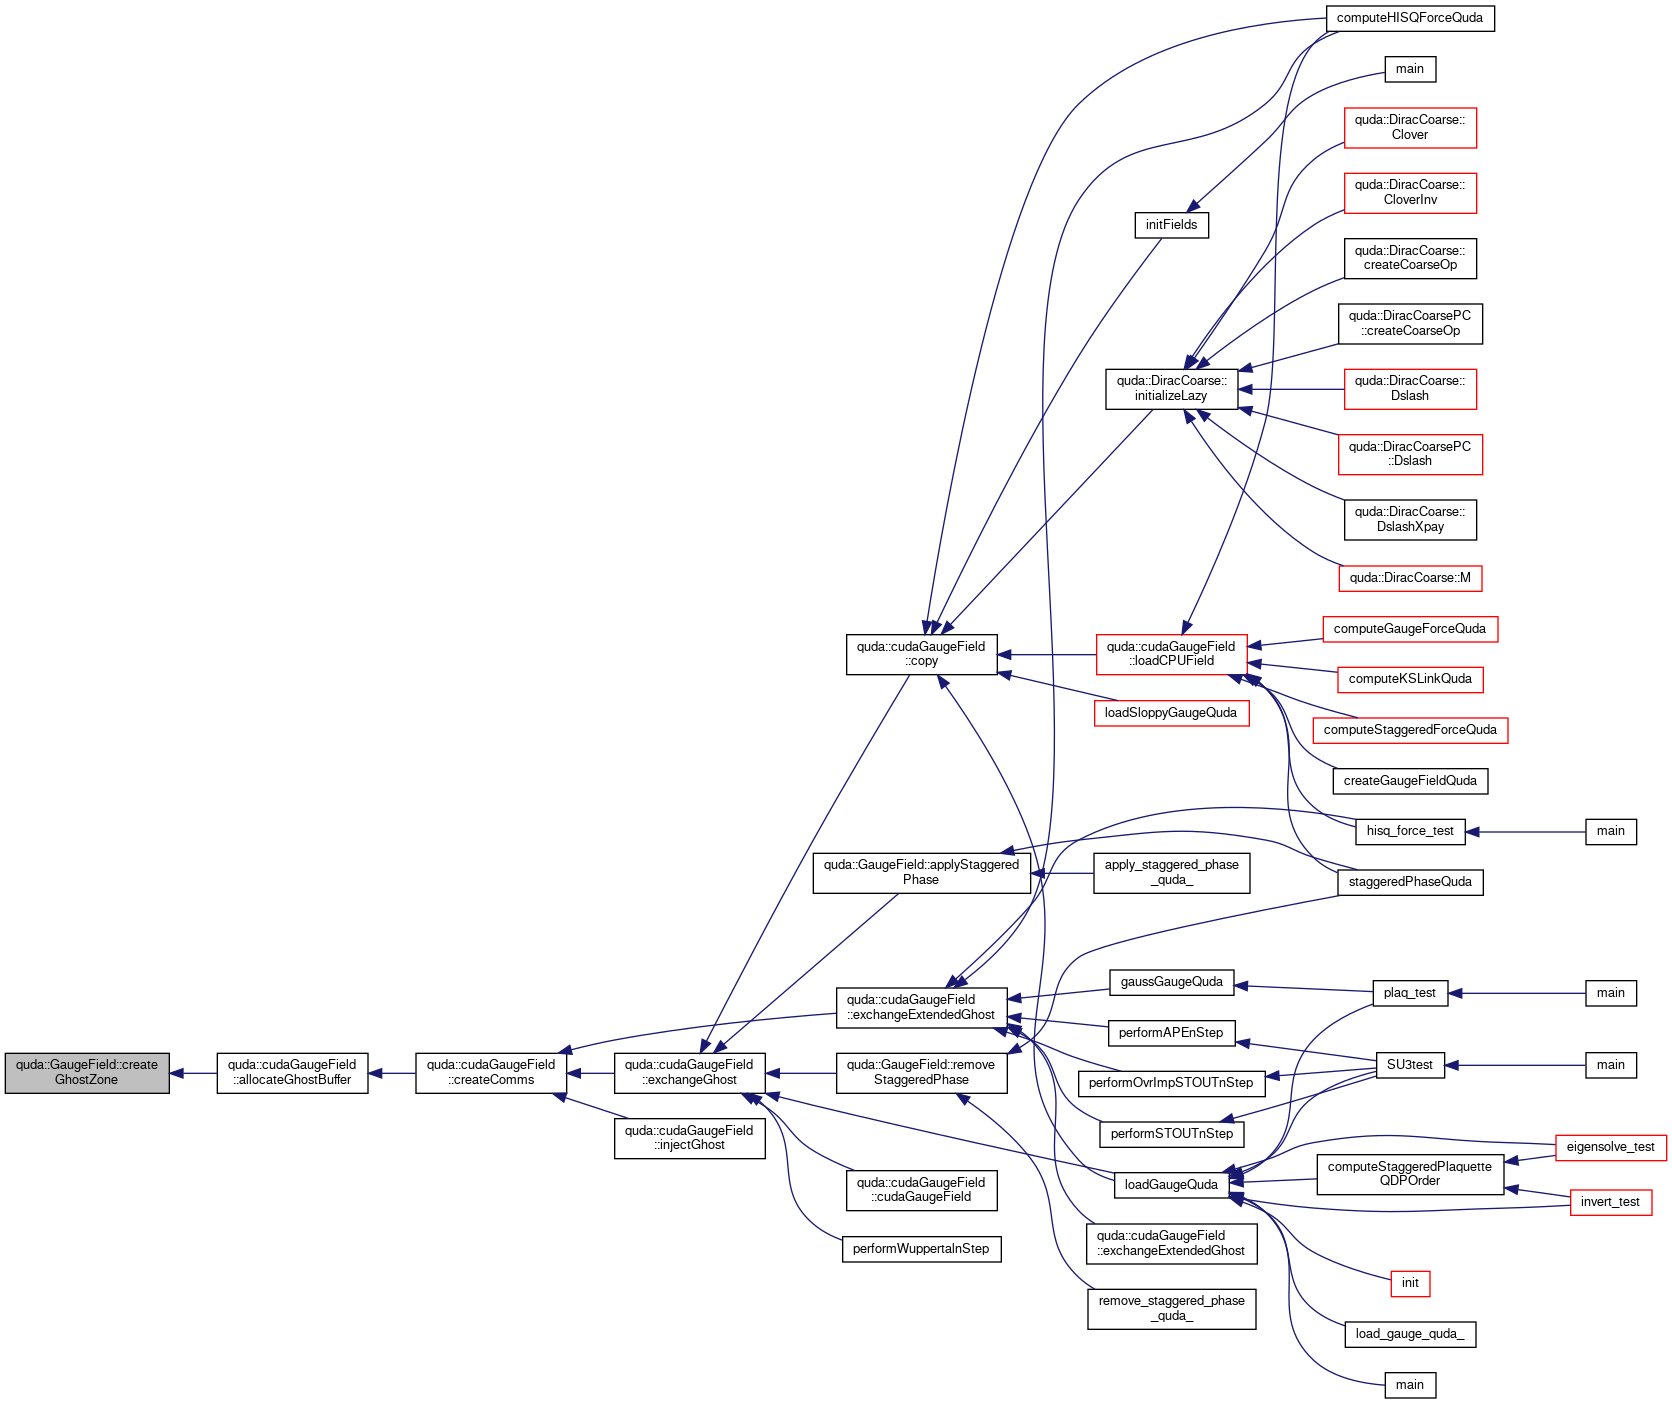 computeHISQForceQuda
main
quda::DiracCoarse::
Clover
quda::DiracCoarse::
CloverInv
initFields
quda::DiracCoarse::
createCoarseOp
quda::DiracCoarsePC
::createCoarseOp
quda::DiracCoarse::
initializeLazy
quda::DiracCoarse::
Dslash
quda::DiracCoarsePC
::Dslash
quda::DiracCoarse::
DslashXpay
quda::DiracCoarse::M
quda::cudaGaugeField
::copy
quda::cudaGaugeField
::loadCPUField
computeGaugeForceQuda
computeKSLinkQuda
loadSloppyGaugeQuda
computeStaggeredForceQuda
createGaugeFieldQuda
hisq_force_test
main
quda::GaugeField::applyStaggered
Phase
apply_staggered_phase
_quda_
staggeredPhaseQuda
quda::cudaGaugeField
::exchangeExtendedGhost
gaussGaugeQuda
plaq_test
main
performAPEnStep
quda::GaugeField::create
GhostZone
quda::cudaGaugeField
::allocateGhostBuffer
quda::cudaGaugeField
::createComms
quda::cudaGaugeField
::exchangeGhost
quda::GaugeField::remove
StaggeredPhase
performOvrImpSTOUTnStep
SU3test
main
quda::cudaGaugeField
::injectGhost
performSTOUTnStep
quda::cudaGaugeField
::cudaGaugeField
loadGaugeQuda
computeStaggeredPlaquette
QDPOrder
eigensolve_test
invert_test
performWuppertalnStep
quda::cudaGaugeField
::exchangeExtendedGhost
init
remove_staggered_phase
_quda_
load_gauge_quda_
main